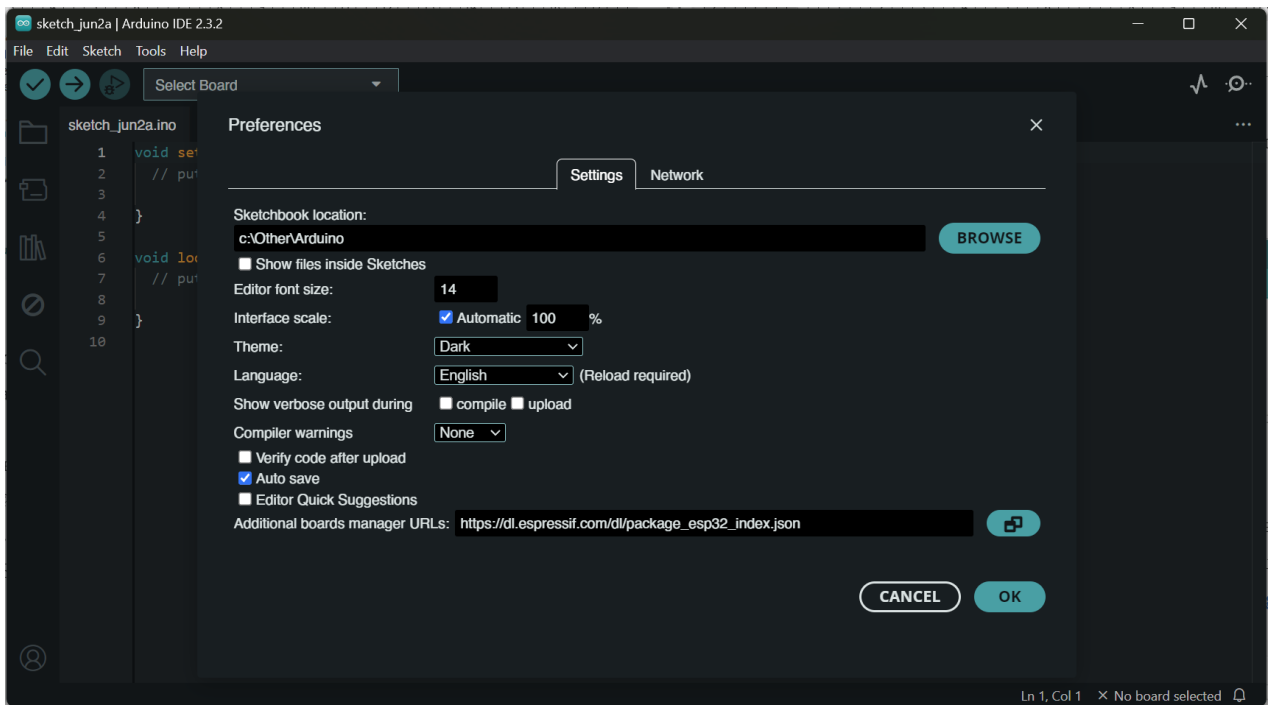 sketch_jun2a | Arduino IDE 2.3.2
File Edit Sketch Tools Help
Select Board
sketch_jun2a.ino
Preferences
Settings Network
1 void set
2 // put
3
4 }
5
6 void loo
7 // put
8
9 }
10
Sketchbook location:
c:\Other\Arduino BROWSE
Show files inside Sketches
Editor font size: 14
Interface scale: Automatic 100 %
Theme: Dark
Language: English (Reload required)
Show verbose output during compile upload
Compiler warnings None
Verify code after upload
Auto save
Editor Quick Suggestions
Additional boards manager URLs: https://dl.espressif.com/dl/package_esp32_index.json
CANCEL OK
Ln 1, Col 1 No board selected